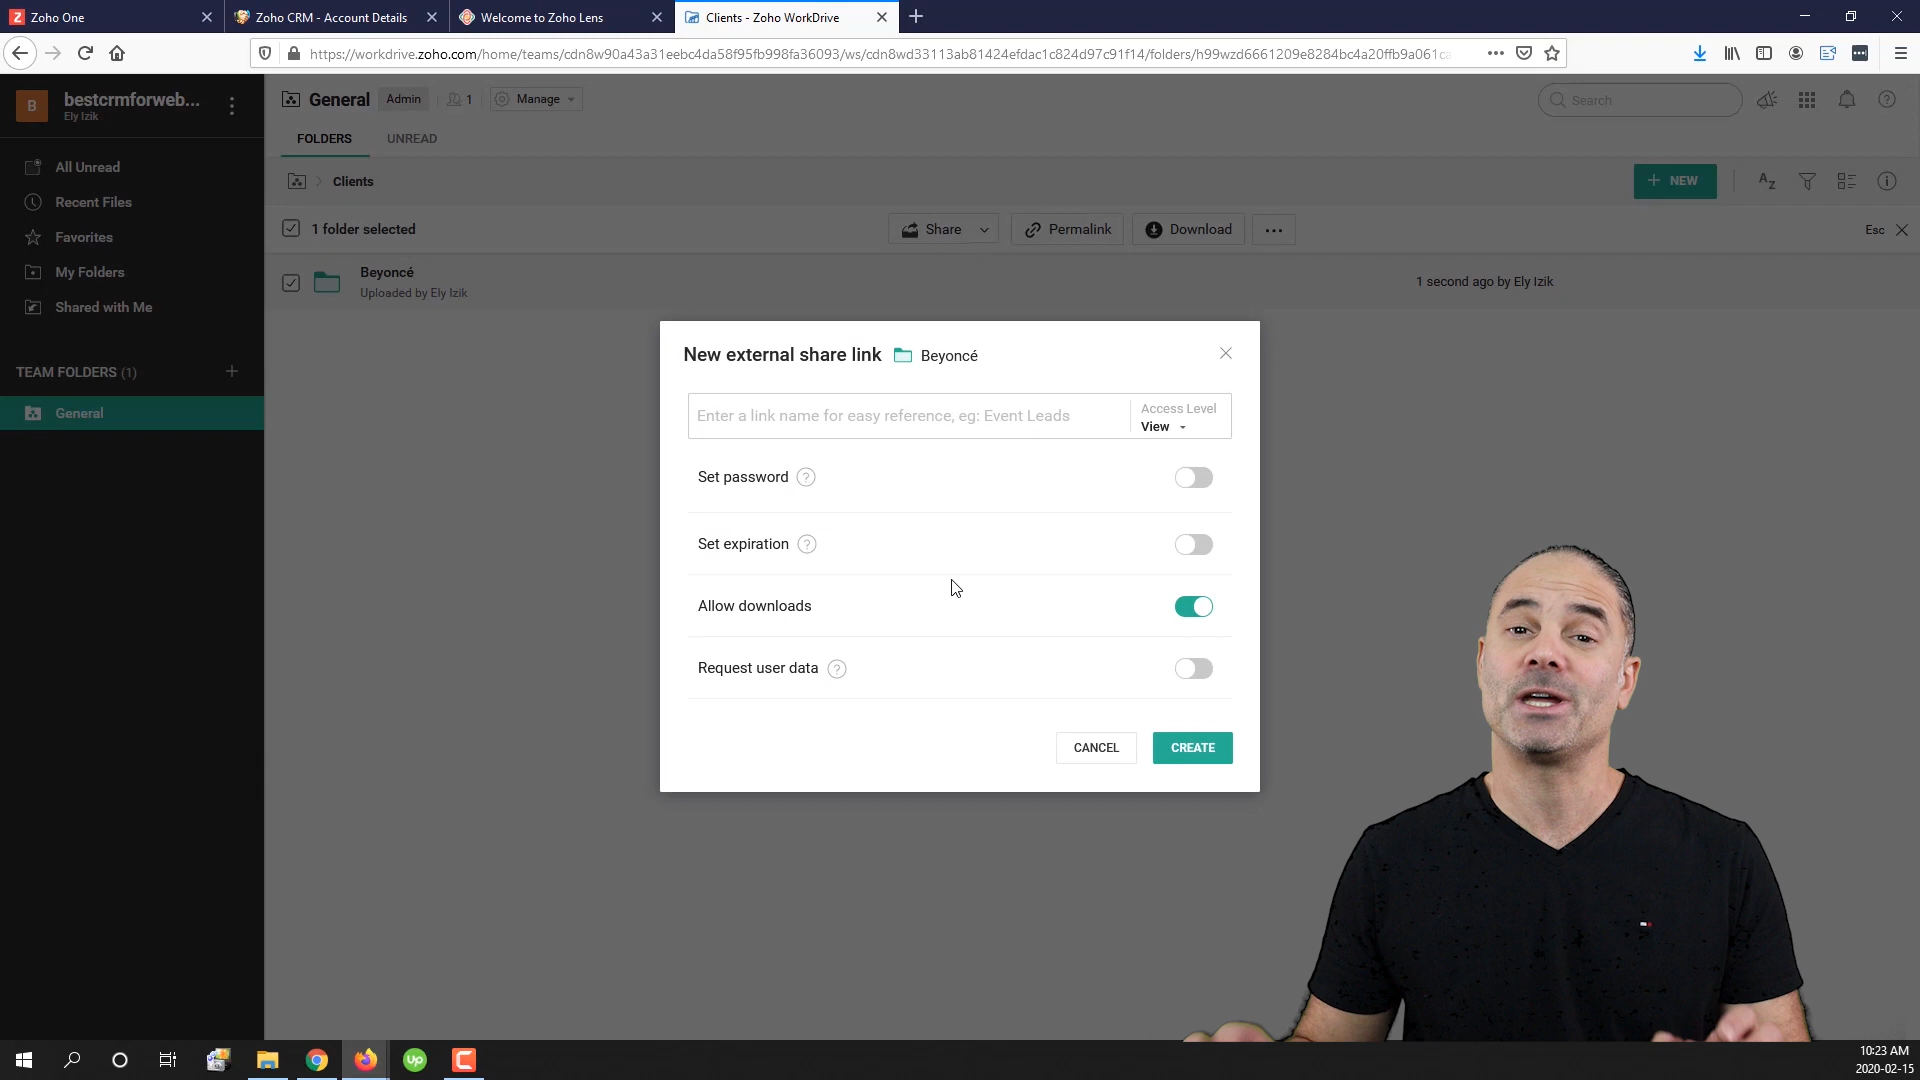 Zoho One
Zoho CRM - Account Details
Welcome to Zoho Lens
Clients - Zoho WorkDrive
https://workdrive.zoho.com/home/teams/cdn8w90a43a31eebc4da58f95fb998fa36093/ws/cdn8wd33113ab81424efdac1c824d97c91f14/folders/h99wzd6661209e8284bc4a20ffb9a061ca
B
bestcrmforweb...
Ely Izik
General
Admin
1
Manage
Search
FOLDERS
UNREAD
All Unread
Recent Files
Favorites
My Folders
Shared with Me
TEAM FOLDERS (1)
General
Clients
+ NEW
1 folder selected
Share
Permalink
Download
Esc
Beyoncé
Uploaded by Ely Izik
1 second ago by Ely Izik
New external share link
Beyoncé
Enter a link name for easy reference, eg: Event Leads
Access Level
View
Set password ?
Set expiration ?
Allow downloads
Request user data ?
CANCEL
CREATE
10:23 AM
2020-02-15